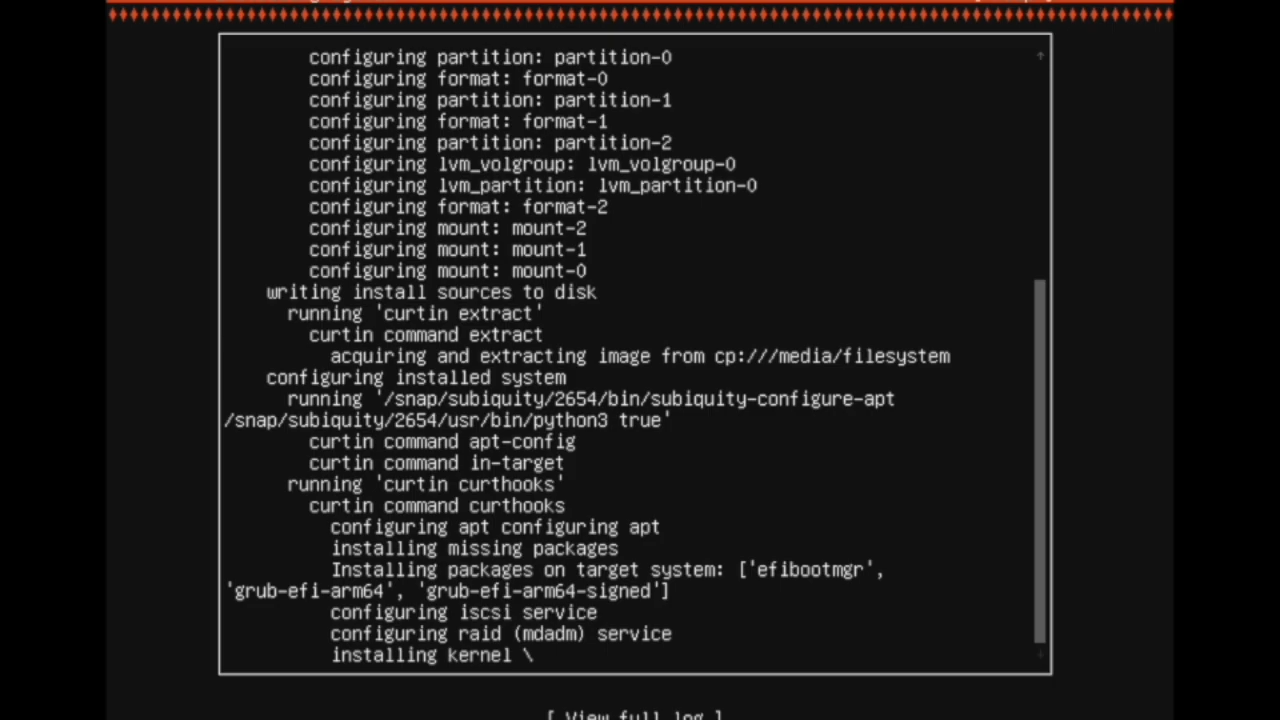 configuring partition: partition-0
configuring format: format-0
configuring partition: partition-1
configuring format: format-1
configuring partition: partition-2
configuring lvm_volgroup: lvm_volgroup-0
configuring lvm_partition: lvm_partition-0
configuring format: format-2
configuring mount: mount-2
configuring mount: mount-1
configuring mount: mount-0
writing install sources to disk
running 'curtin extract'
curtin command extract
acquiring and extracting image from cp:///media/filesystem
configuring installed system
running '/snap/subiquity/2654/bin/subiquity-configure-apt
/snap/subiquity/2654/usr/bin/python3 true'
curtin command apt-config
curtin command in-target
running 'curtin curthooks'
curtin command curthooks
configuring apt configuring apt
installing missing packages
Installing packages on target system: ['efibootmgr',
'grub-efi-arm64', 'grub-efi-arm64-signed']
configuring iscsi service
configuring raid (mdadm) service
installing kernel \
[ View full log ]